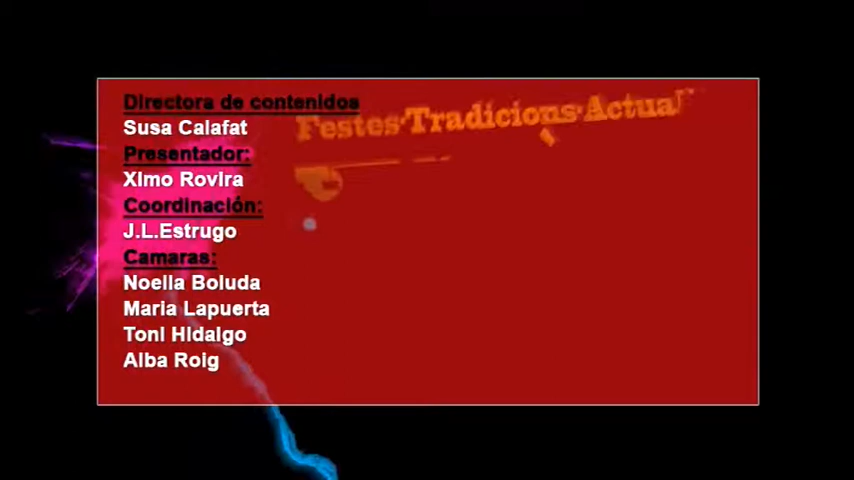 Directora de contenidos
Susa Calafat
Presentador:
Ximo Rovira
Coordinación:
J.L.Estrugo
Camaras:
Noelia Boluda
Maria Lapuerta
Toni Hidalgo
Alba Roig
Festes·Tradicions·Actual